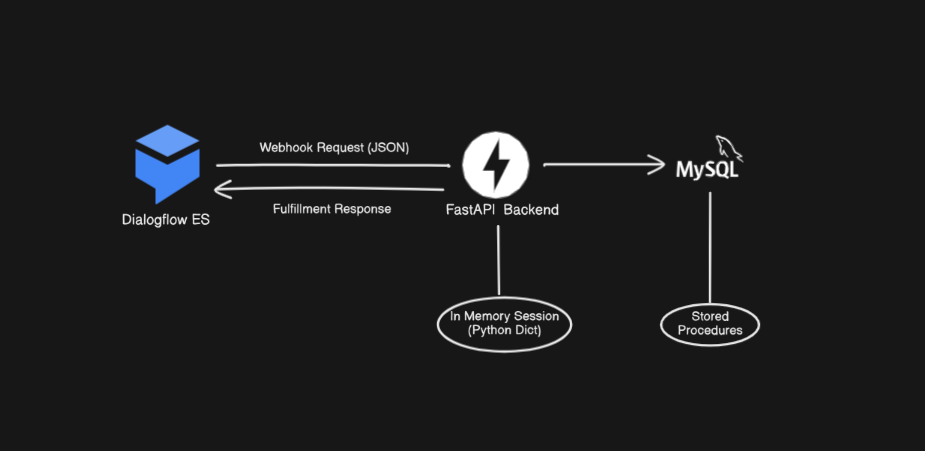 Webhook Request (JSON)
Fulfillment Response
Dialogflow ES
FastAPI Backend
MySQL
In Memory Session
(Python Dict)
Stored
Procedures